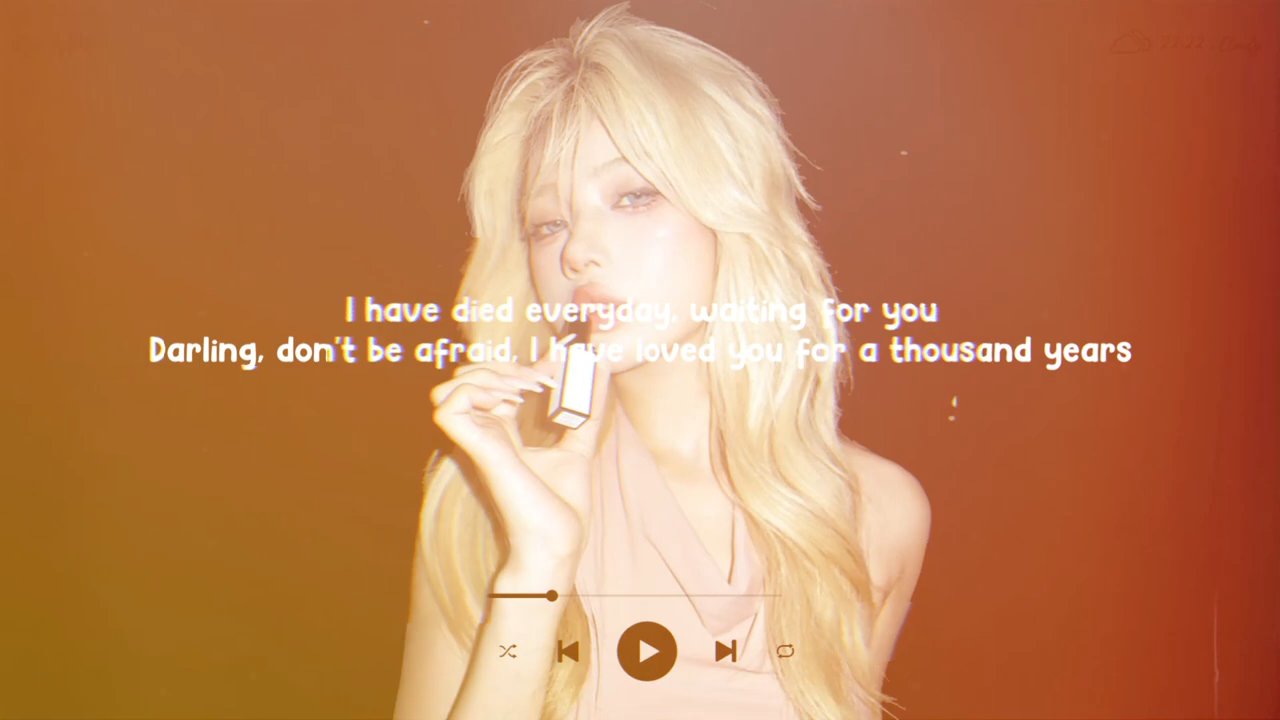 I have died everyday, waiting for you
Darling, don't be afraid, I have loved you for a thousand years